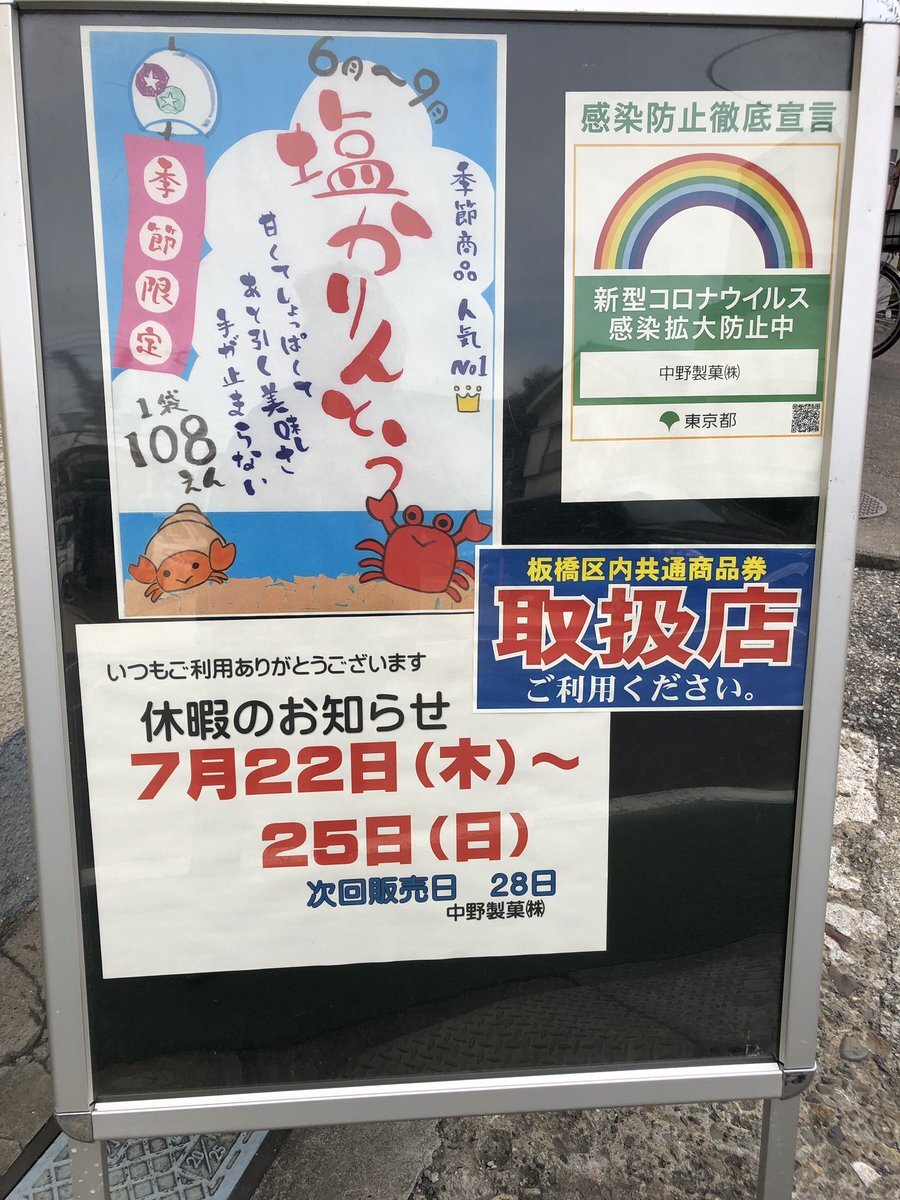 6月〜9月
塩かりんとう
季節商品 人気No1
甘くてしょっぱくて
あと引く美味しさ
手が止まらない
季節限定
1袋
108
えん
感染防止徹底宣言
新型コロナウイルス
感染拡大防止中
中野製菓㈱
東京都
板橋区内共通商品券
取扱店
ご利用ください。
いつもご利用ありがとうございます
休暇のお知らせ
7月22日(木)〜
25日(日)
次回販売日 28日
中野製菓㈱